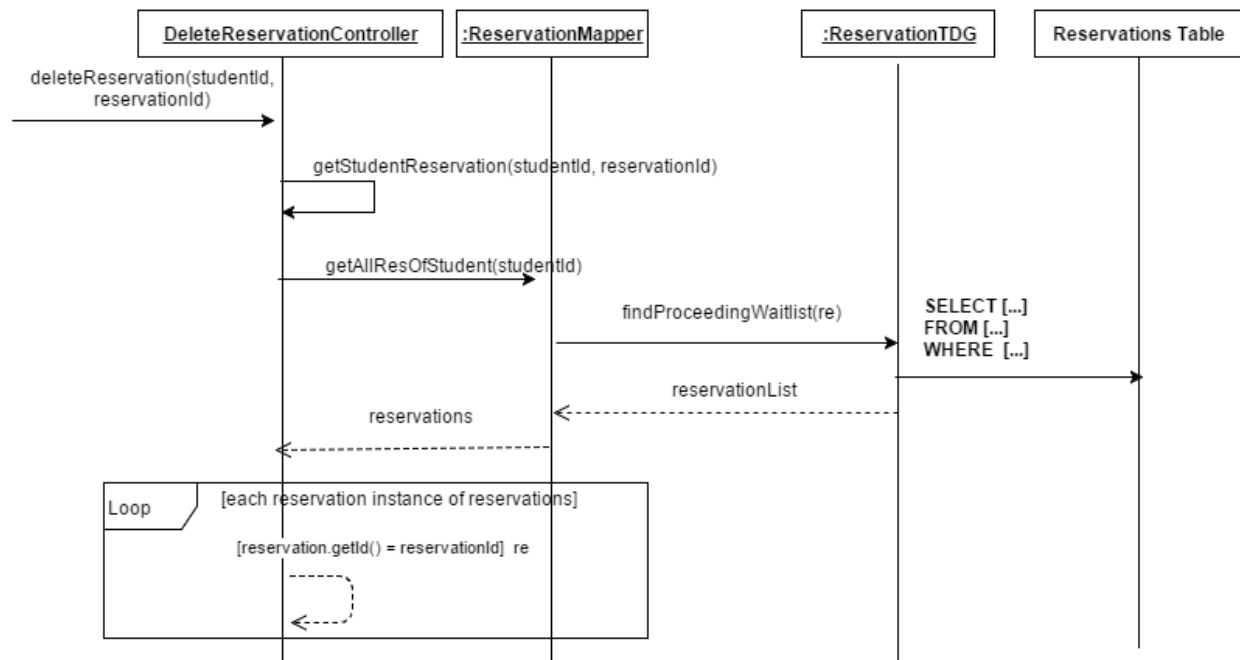 DeleteReservationController
:ReservationMapper
:ReservationTDG
Reservations Table
deleteReservation(studentId,
reservationId)
getStudentReservation(studentId, reservationId)
getAllResOfStudent(studentId)
findProceedingWaitlist(re)
SELECT [...]
FROM [...]
WHERE [...]
reservationList
reservations
Loop
[each reservation instance of reservations]
[reservation.getId() = reservationId] re